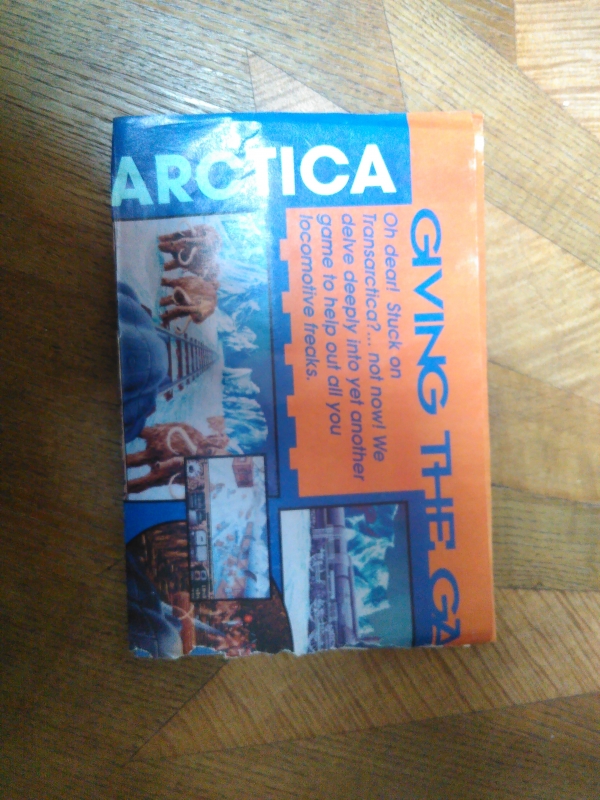 ARCTICA
GIVING THE GA
Oh dear! Stuck on
Transarctica?... not now! We
delve deeply into yet another
game to help out all you
locomotive freaks.